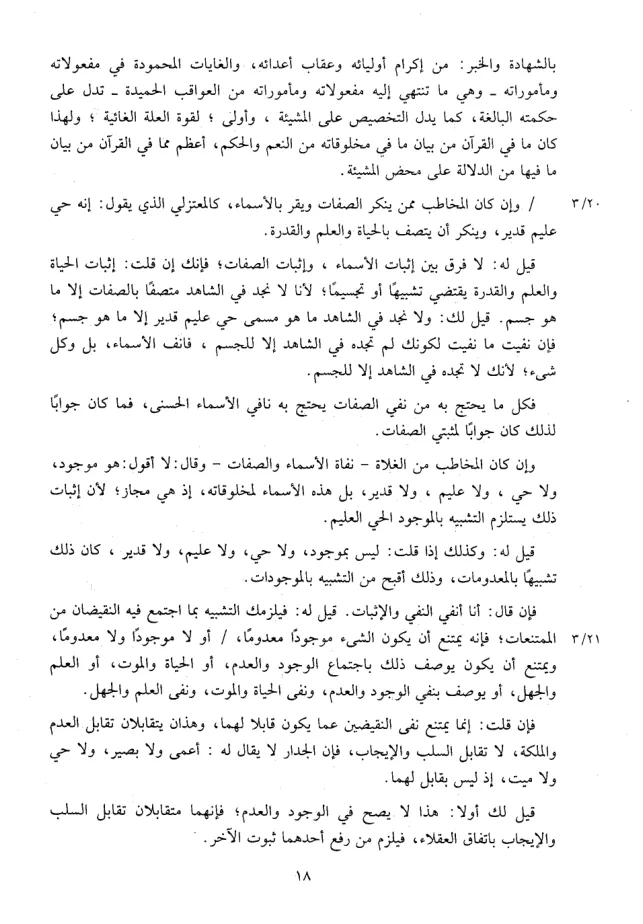 بالشهادة والخبر: من إكرام أوليائه وعقاب أعدائه، والغايات المحمودة في مفعولاته
ومأموراته ـ وهي ما تنتهي إليه مفعولاته ومأموراته من العواقب الحميدة ـ تدل على
حكمته البالغة، كما يدل التخصيص على المشيئة ، وأولى ؛ لقوة العلة الغائية ؛ ولهذا
كان ما في القرآن من بيان ما في مخلوقاته من النعم والحكم، أعظم مما في القرآن من بيان
ما فيها من الدلالة على محض المشيئة.
٣/٢٠ / وإن كان المخاطب ممن ينكر الصفات ويقر بالأسماء، كالمعتزلي الذي يقول: إنه حي
عليم قدير، وينكر أن يتصف بالحياة والعلم والقدرة.
قيل له: لا فرق بين إثبات الأسماء ، وإثبات الصفات؛ فإنك إن قلت: إثبات الحياة
والعلم والقدرة يقتضي تشبيهًا أو تجسيمًا؛ لأنا لا نجد في الشاهد متصفًا بالصفات إلا ما
هو جسم. قيل لك: ولا نجد في الشاهد ما هو مسمى حي عليم قدير إلا ما هو جسم؛
فإن نفيت ما نفيت لكونك لم تجده في الشاهد إلا للجسم ، فانف الأسماء، بل وكل
شيء؛ لأنك لا تجده في الشاهد إلا للجسم.
فكل ما يحتج به من نفي الصفات يحتج به نافي الأسماء الحسنى، فما كان جوابًا
لذلك كان جوابًا لمثبتي الصفات.
وإن كان المخاطب من الغلاة - نفاة الأسماء والصفات - وقال: لا أقول: هو موجود،
ولا حي ، ولا عليم ، ولا قدير، بل هذه الأسماء لمخلوقاته، إذ هي مجاز؛ لأن إثبات
ذلك يستلزم التشبيه بالموجود الحي العليم.
قيل له: وكذلك إذا قلت: ليس بموجود، ولا حي، ولا عليم، ولا قدير ، كان ذلك
تشبيهًا بالمعدومات، وذلك أقبح من التشبيه بالموجودات.
فإن قال: أنا أنفي النفي والإثبات. قيل له: فيلزمك التشبيه بما اجتمع فيه النقيضان من
٣/٢١ الممتنعات؛ فإنه يمتنع أن يكون الشيء موجودًا معدومًا، / أو لا موجودًا ولا معدومًا،
ويمتنع أن يكون يوصف ذلك باجتماع الوجود والعدم، أو الحياة والموت، أو العلم
والجهل، أو يوصف بنفي الوجود والعدم، ونفى الحياة والموت، ونفى العلم والجهل.
فإن قلت: إنما يمتنع نفى النقيضين عما يكون قابلا لهما، وهذان يتقابلان تقابل العدم
والملكة، لا تقابل السلب والإيجاب، فإن الجدار لا يقال له : أعمى ولا بصير، ولا حي
ولا ميت، إذ ليس بقابل لهما.
قيل لك أولا: هذا لا يصح في الوجود والعدم؛ فإنهما متقابلان تقابل السلب
والإيجاب باتفاق العقلاء، فيلزم من رفع أحدهما ثبوت الآخر.
١٨